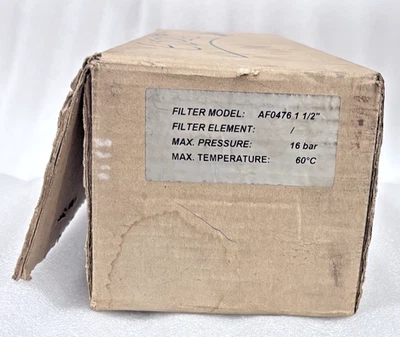 FILTER MODEL: AF0476 1 1/2"
FILTER ELEMENT: /
MAX. PRESSURE: 16 bar
MAX. TEMPERATURE: 60°C